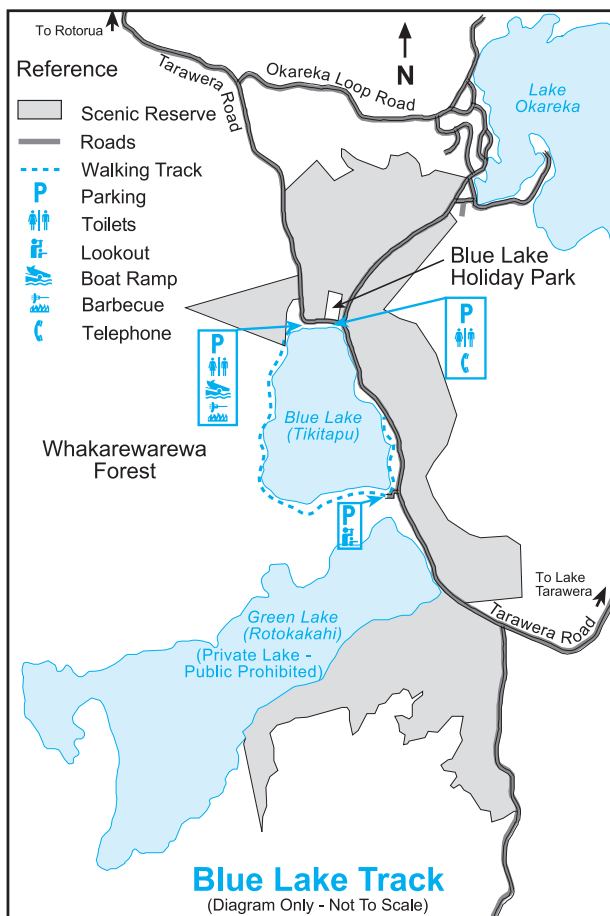 To Rotorua
Tarawera
Road
Okareka Loop Road
N
Lake
Okareka
Reference
Scenic Reserve
Roads
Walking Track
P
Parking
Toilets
Lookout
Boat Ramp
Barbecue
Telephone
Blue Lake
Holiday Park
P
P
Blue Lake
(Tikitapu)
Whakarewarewa
Forest
P
To Lake
Tarawera
Tarawera Road
Green Lake
(Rotokakahi)
(Private Lake -
Public Prohibited)
Blue Lake Track
(Diagram Only - Not To Scale)